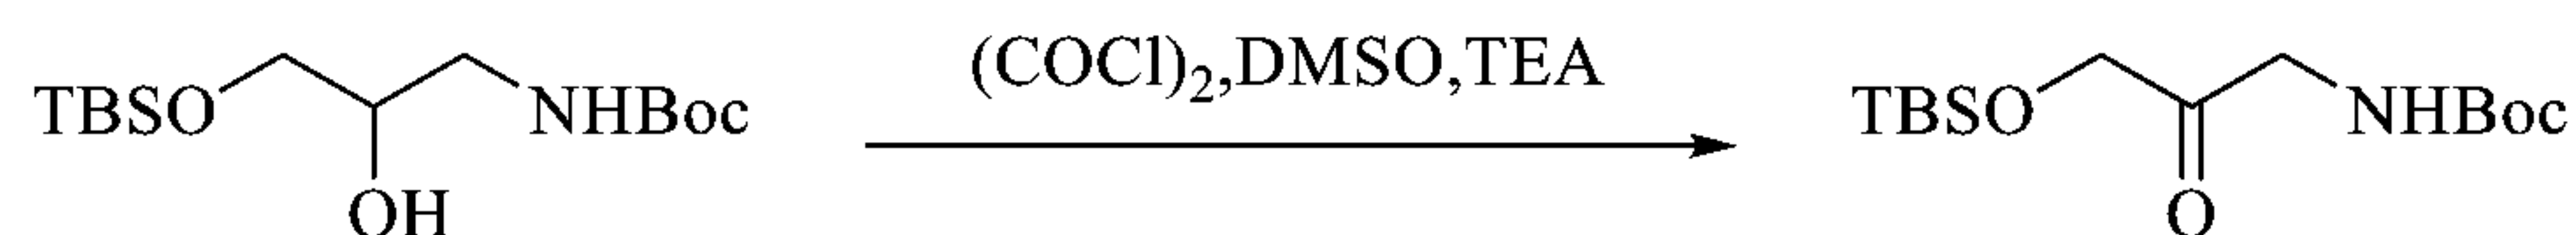 (COCl)2,DMSO,TEA
TBSO NHBoc TBSO NHBoc
OH O